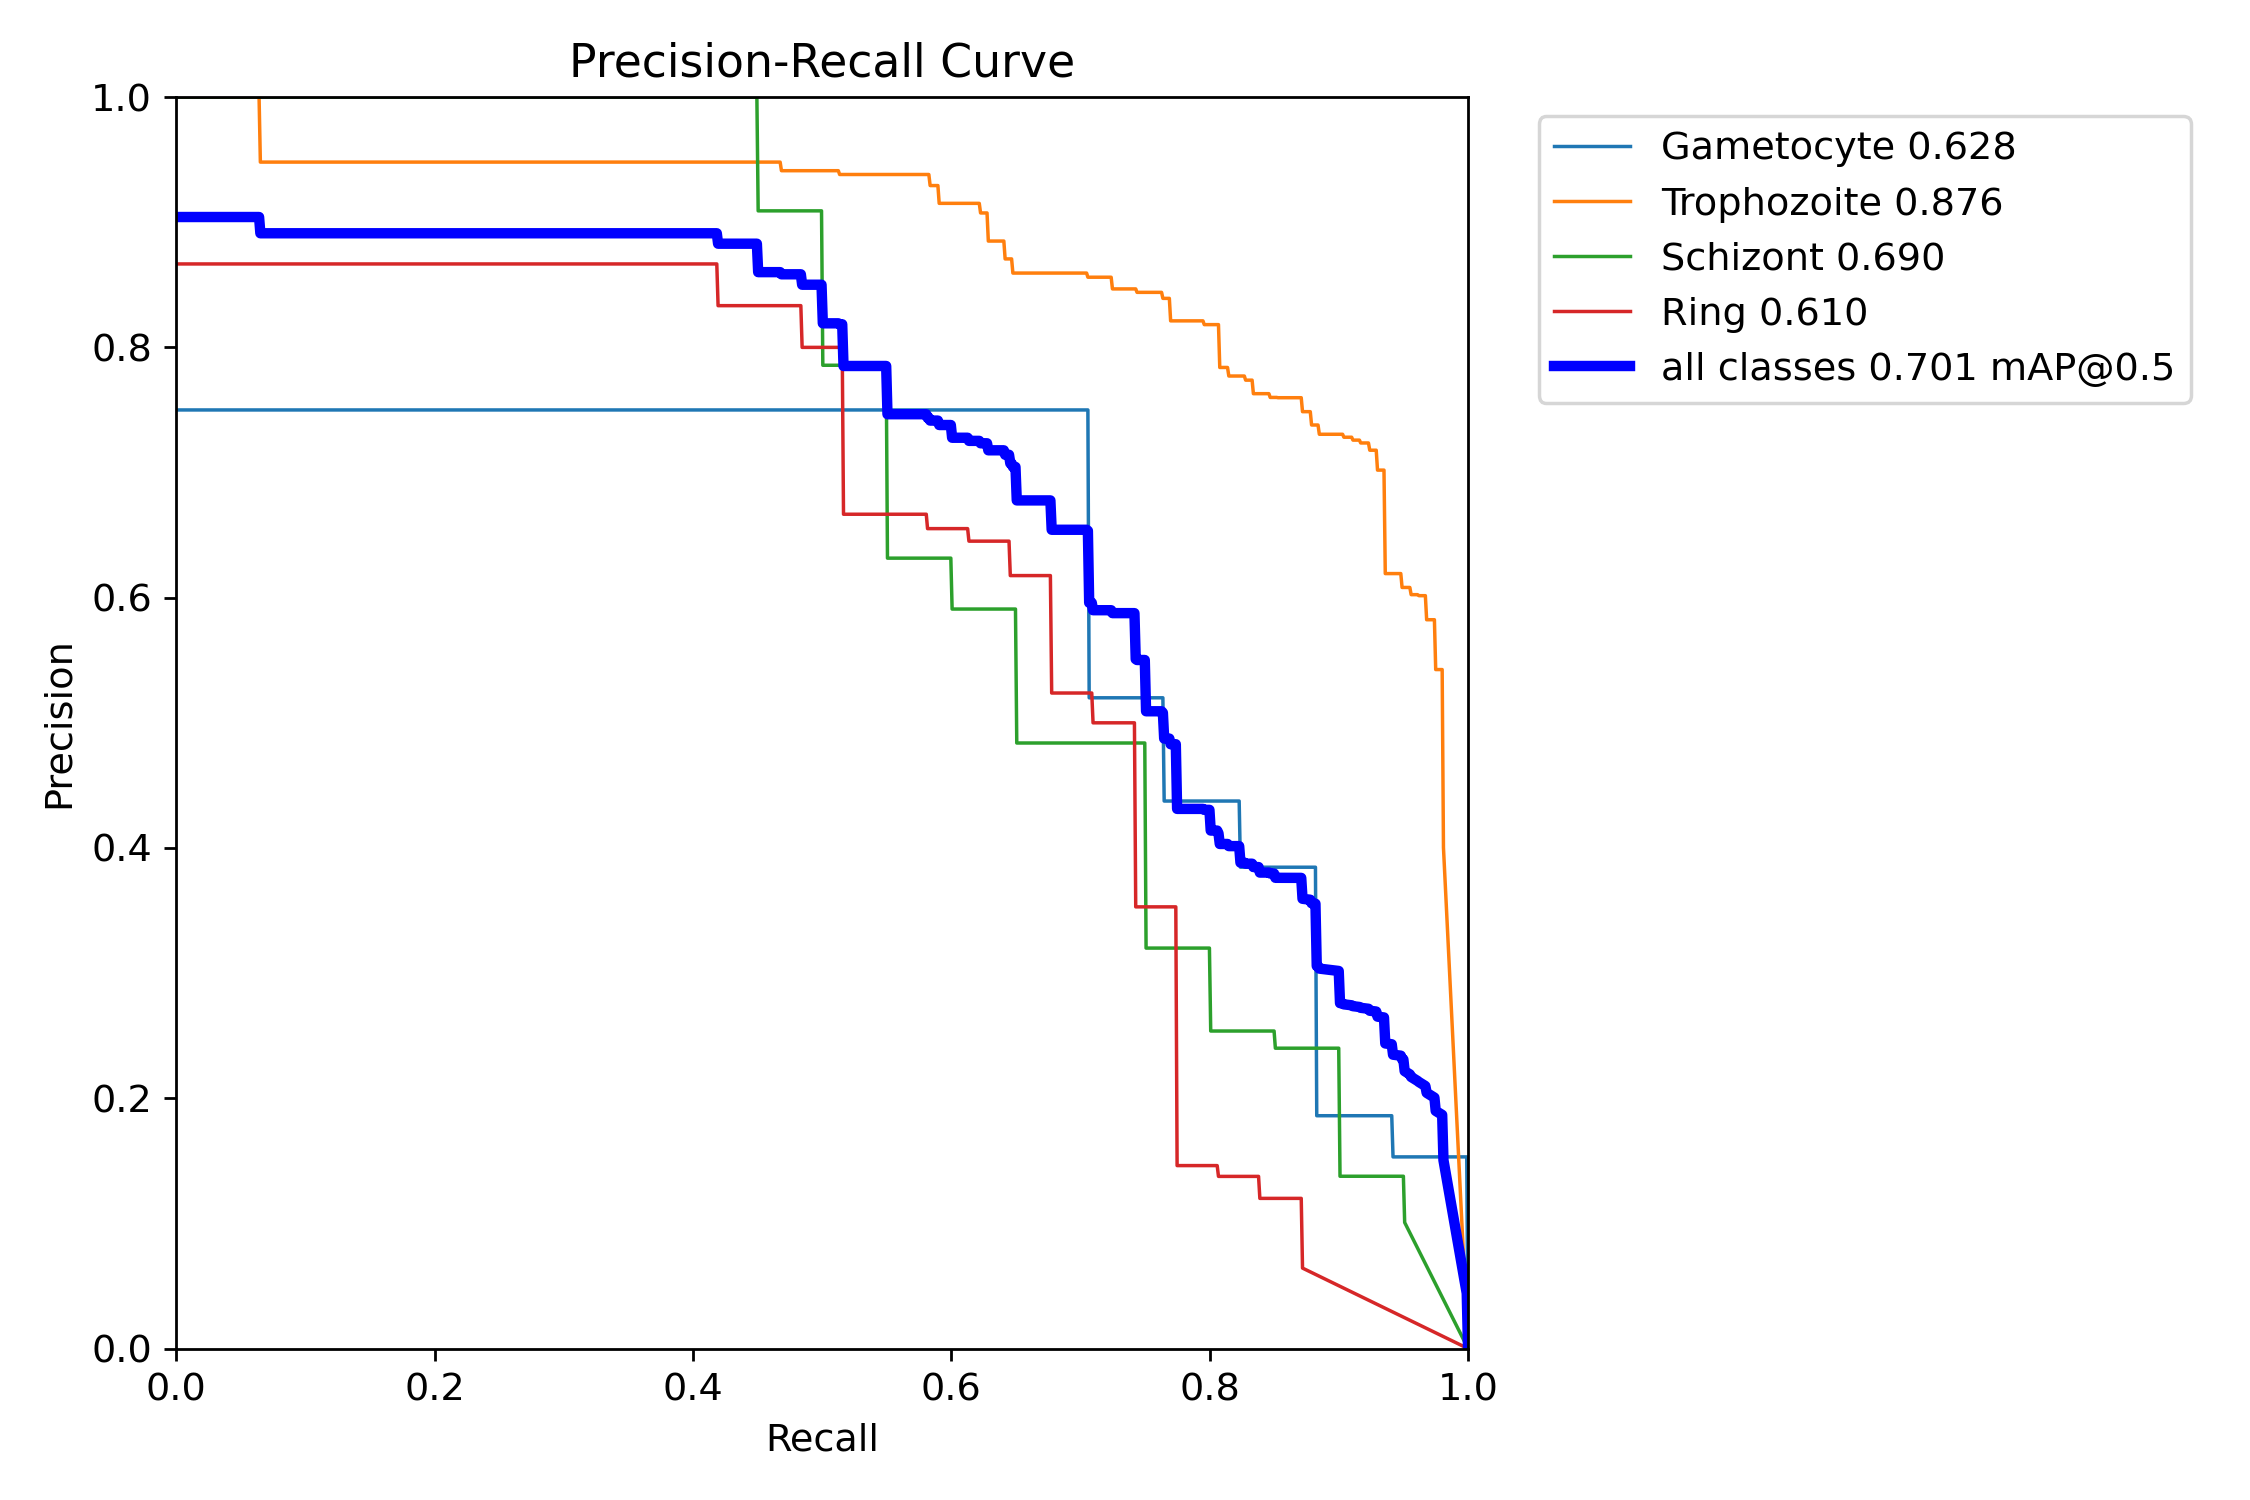 Precision-Recall Curve
1.0
0.8
0.6
0.4
0.2
0.0
Precision
0.0 0.2 0.4 0.6 0.8 1.0
Recall
Gametocyte 0.628
Trophozoite 0.876
Schizont 0.690
Ring 0.610
all classes 0.701 mAP@0.5